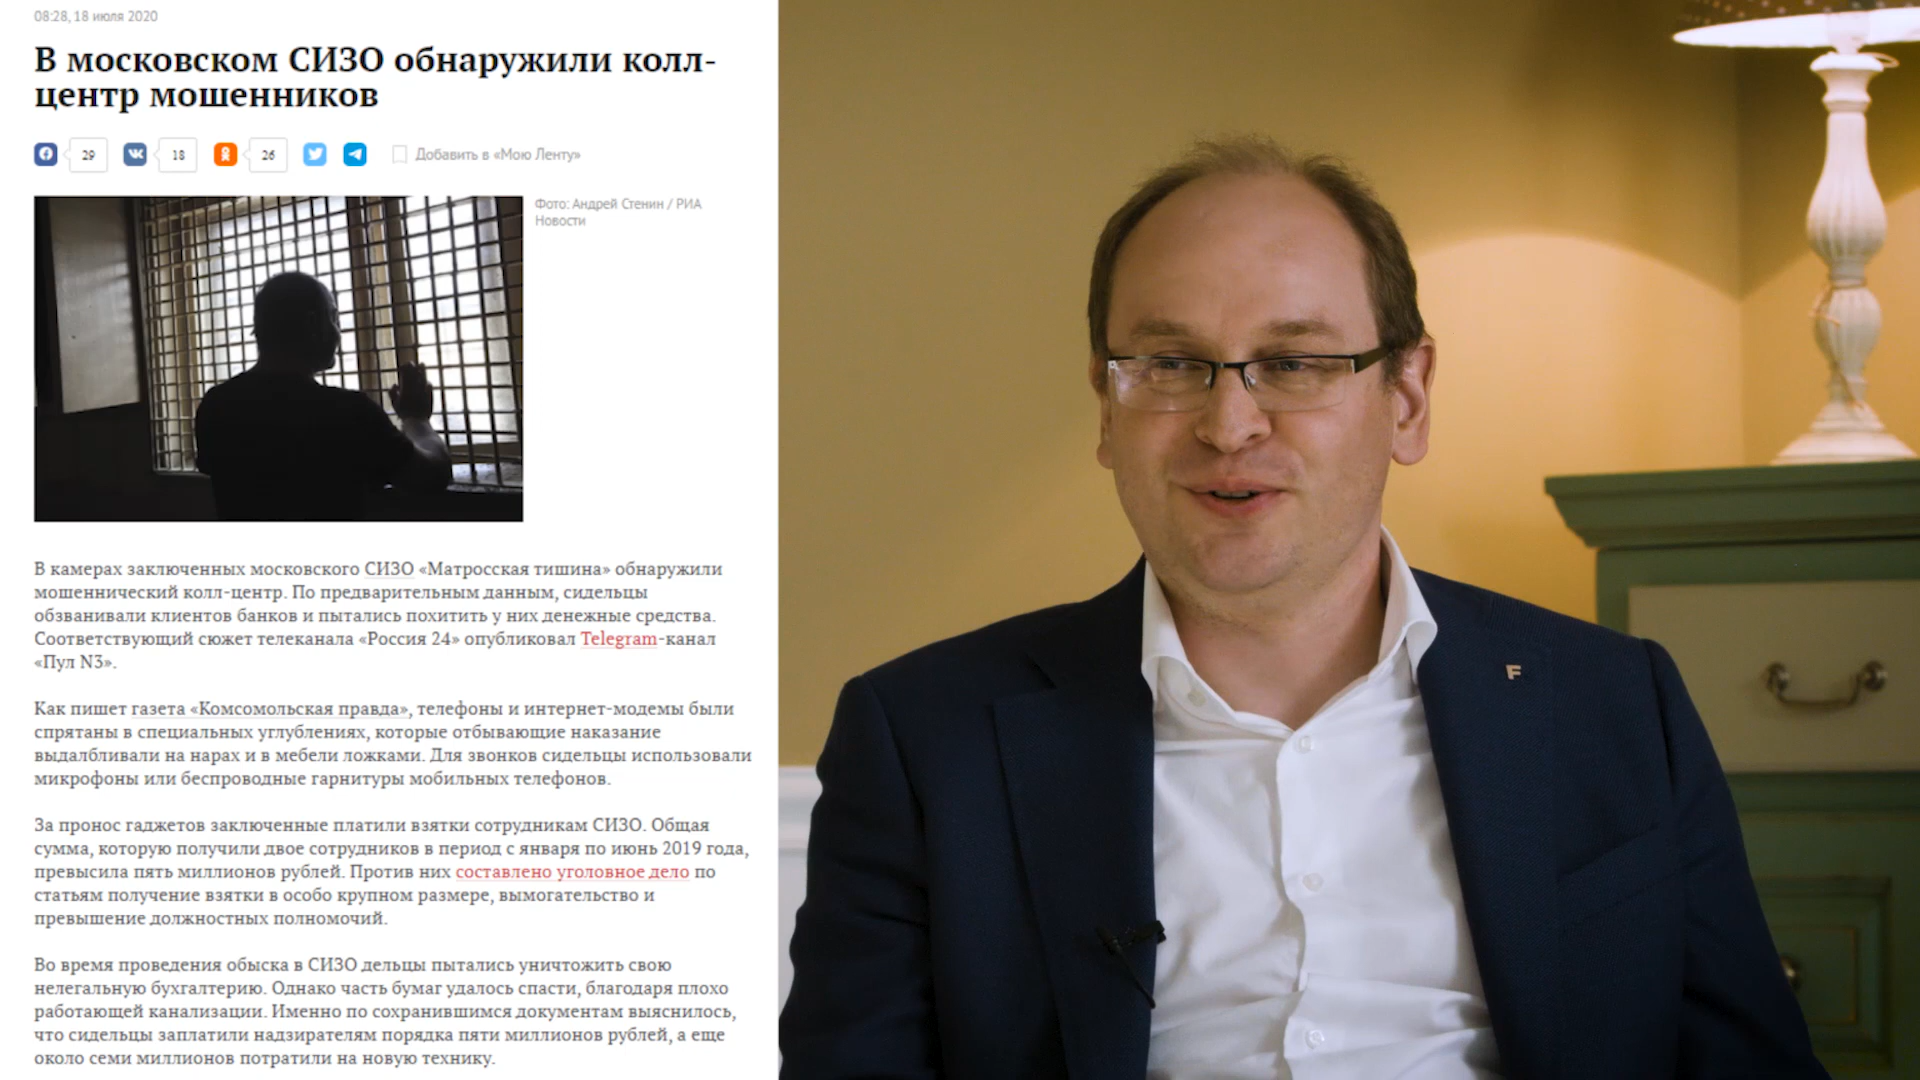 08:28, 18 июля 2020
В московском СИЗО обнаружили колл-
центр мошенников
29
18
26
Добавить в «Мою Ленту»
Фото: Андрей Стенин / РИА
Новости
В камерах заключенных московского СИЗО «Матросская тишина» обнаружили
мошеннический колл-центр. По предварительным данным, сидельцы
обзванивали клиентов банков и пытались похитить у них денежные средства.
Соответствующий сюжет телеканала «Россия 24» опубликовал Telegram-канал
«Пул N3».
Как пишет газета «Комсомольская правда», телефоны и интернет-модемы были
спрятаны в специальных углублениях, которые отбывающие наказание
выдалбливали на нарах и в мебели ложками. Для звонков сидельцы использовали
микрофоны или беспроводные гарнитуры мобильных телефонов.
За пронос гаджетов заключенные платили взятки сотрудникам СИЗО. Общая
сумма, которую получили двое сотрудников в период с января по июнь 2019 года,
превысила пять миллионов рублей. Против них составлено уголовное дело по
статьям получение взятки в особо крупном размере, вымогательство и
превышение должностных полномочий.
Во время проведения обыска в СИЗО дельцы пытались уничтожить свою
нелегальную бухгалтерию. Однако часть бумаг удалось спасти, благодаря плохо
работающей канализации. Именно по сохранившимся документам выяснилось,
что сидельцы заплатили надзирателям порядка пяти миллионов рублей, а еще
около семи миллионов потратили на новую технику.
F